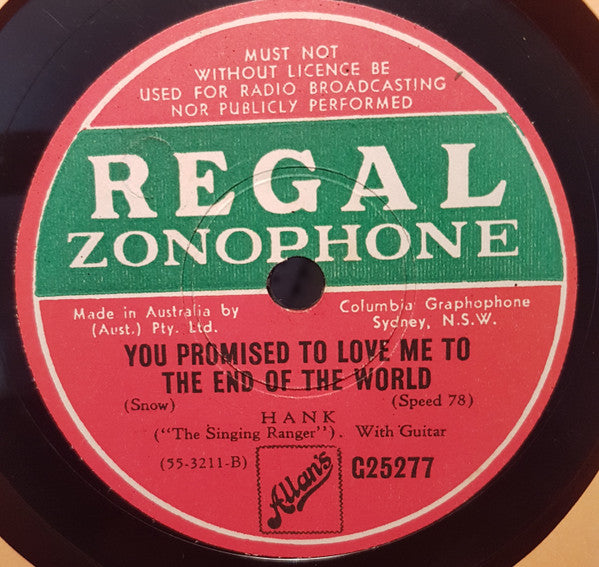 MUST NOT
WITHOUT LICENCE BE
USED FOR RADIO BROADCASTING
NOR PUBLICLY PERFORMED
REGAL
ZONOPHONE
Made in Australia by Columbia Graphophone
(Aust.) Pty. Ltd. Sydney, N.S.W.
YOU PROMISED TO LOVE ME TO
THE END OF THE WORLD
(Snow) (Speed 78)
HANK
("The Singing Ranger"). With Guitar
(55-3211-B) Allan's G25277